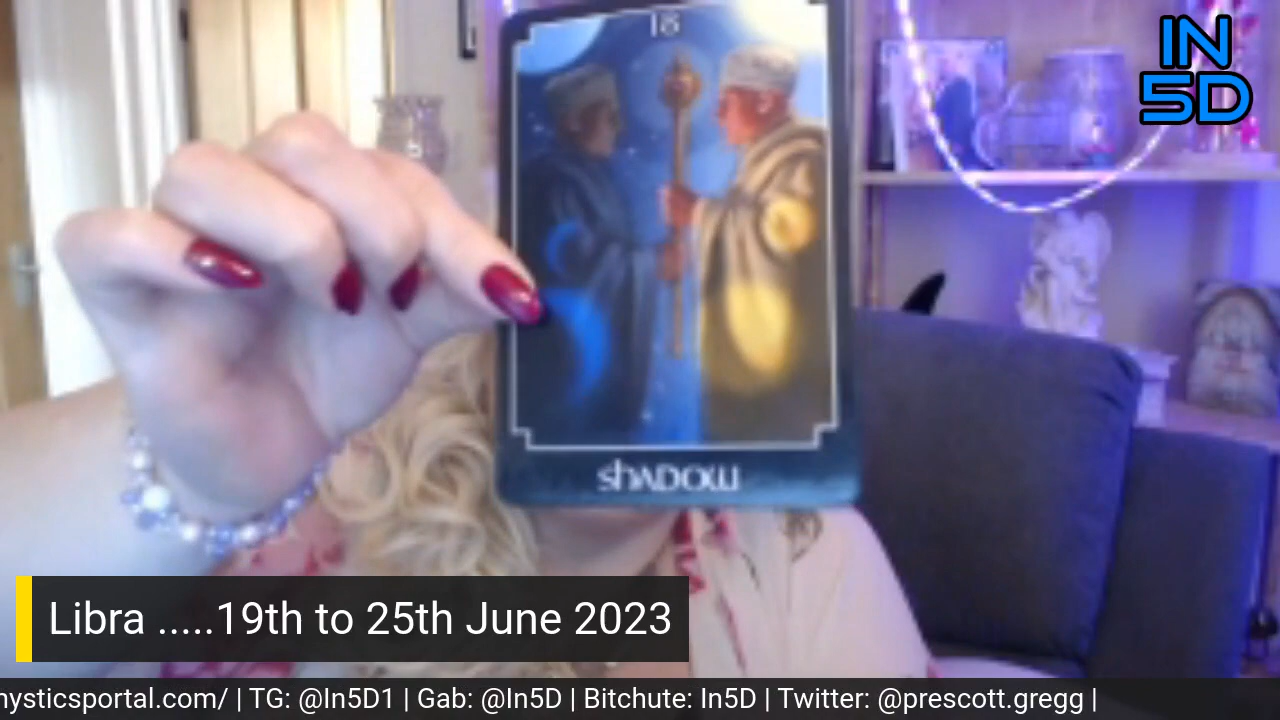 18
IN
5D
SHADOW
Libra .....19th to 25th June 2023
mysticsportal.com/ | TG: @In5D1 | Gab: @In5D | Bitchute: In5D | Twitter: @prescott.gregg |